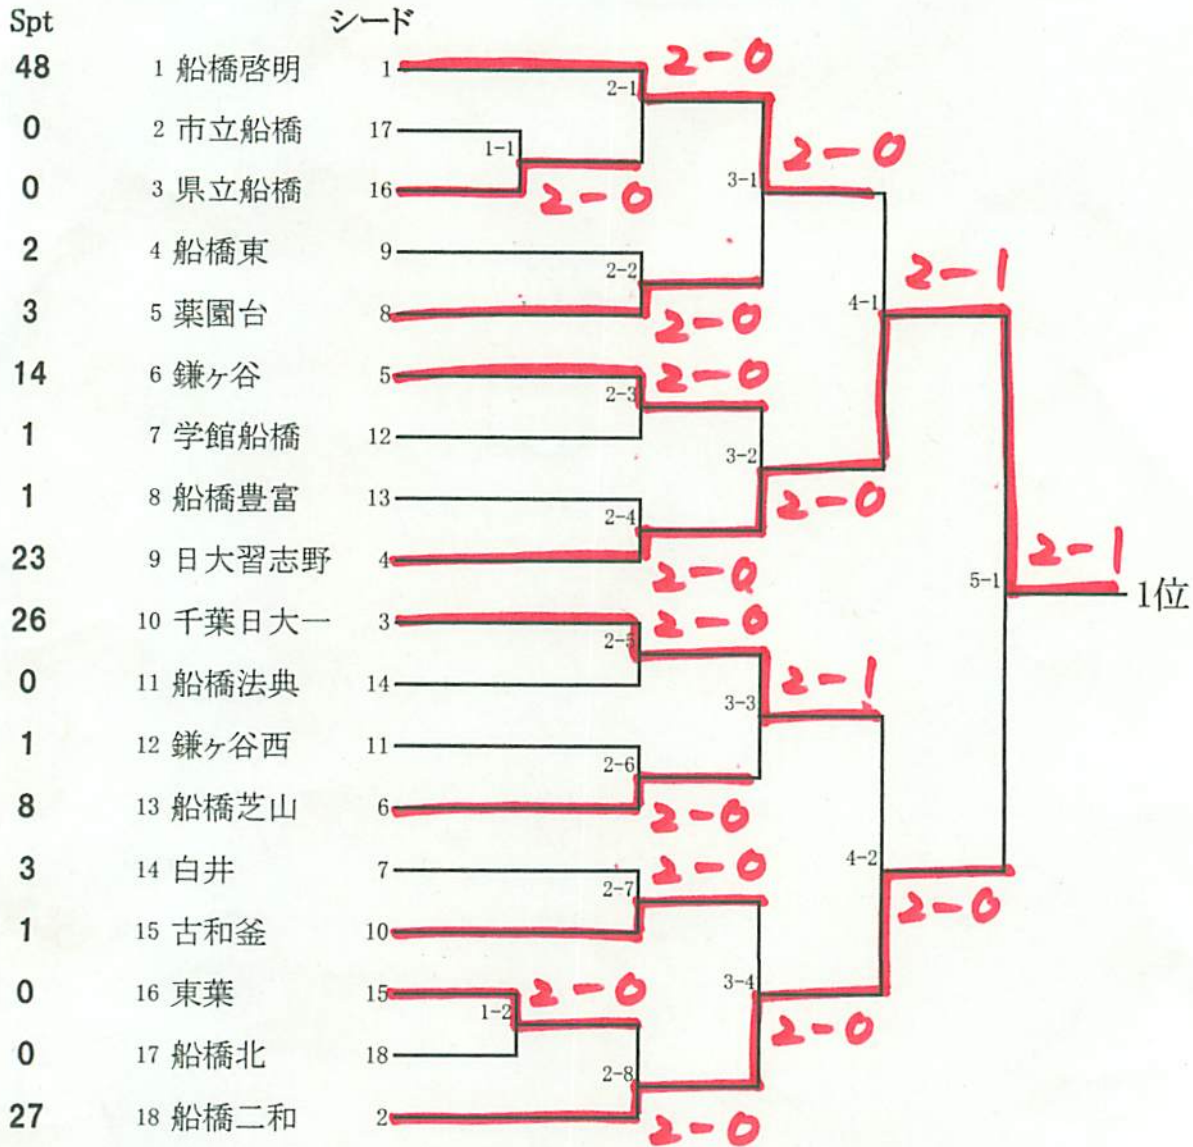 Spt シード
48 1 船橋啓明 1 2-0
2-1
0 2 市立船橋 17
1-1 2-0
3-1
0 3 県立船橋 16 2-0
2 4 船橋東 9
2-2 2-1
4-1
3 5 薬園台 8 2-0
14 6 鎌ヶ谷 5 2-0
2-3
1 7 学館船橋 12
3-2
1 8 船橋豊富 13 2-0
2-4
23 9 日大習志野 4 2-0 2-1
5-1 1位
26 10 千葉日大一 3 2-0
2-5
0 11 船橋法典 14 2-1
3-3
1 12 鎌ヶ谷西 11
2-6
8 13 船橋芝山 6 2-0
4-2
3 14 白井 7 2-0
2-7 2-0
1 15 古和釜 10
3-4
0 16 東葉 15 2-0
1-2 2-0
0 17 船橋北 18
2-8
27 18 船橋二和 2 2-0